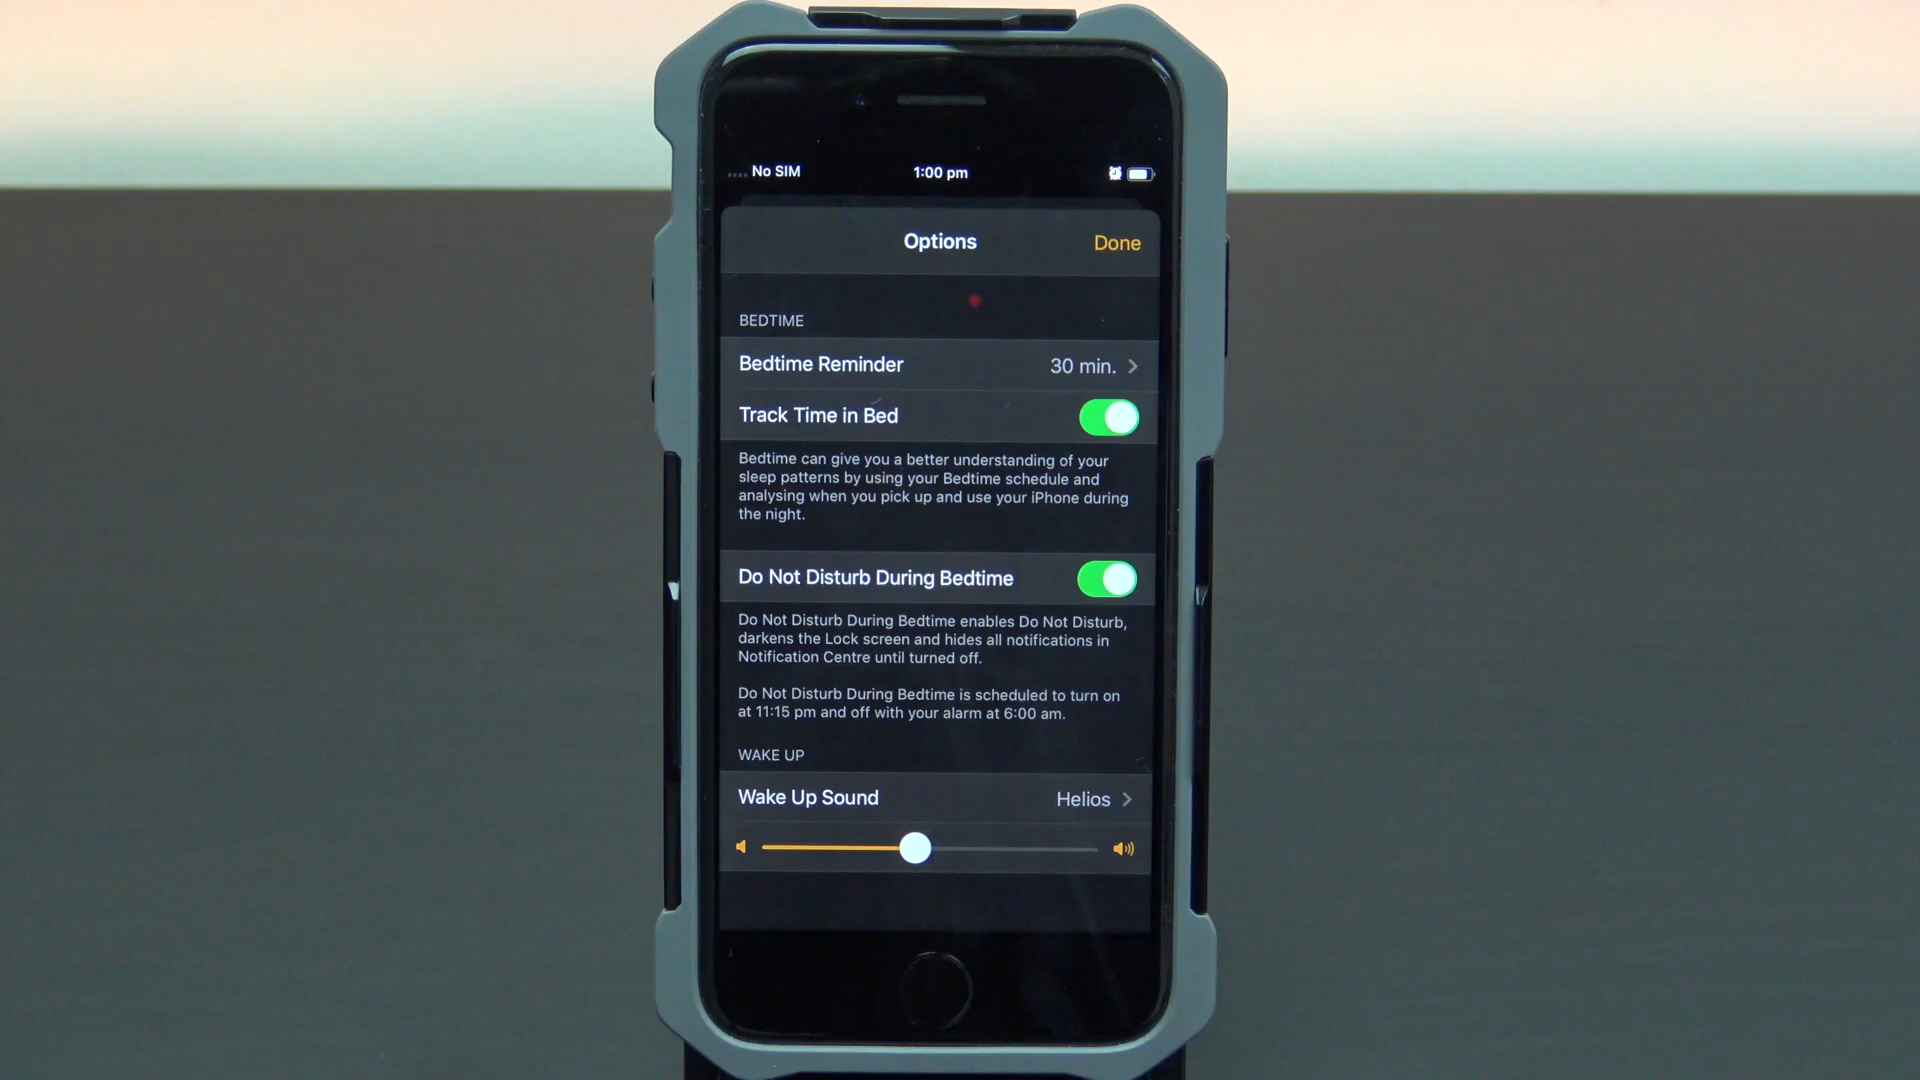 No SIM
1:00 pm
Options
Done
BEDTIME
Bedtime Reminder
30 min.
Track Time in Bed
Bedtime can give you a better understanding of your
sleep patterns by using your Bedtime schedule and
analysing when you pick up and use your iPhone during
the night.
Do Not Disturb During Bedtime
Do Not Disturb During Bedtime enables Do Not Disturb,
darkens the Lock screen and hides all notifications in
Notification Centre until turned off.
Do Not Disturb During Bedtime is scheduled to turn on
at 11:15 pm and off with your alarm at 6:00 am.
WAKE UP
Wake Up Sound
Helios